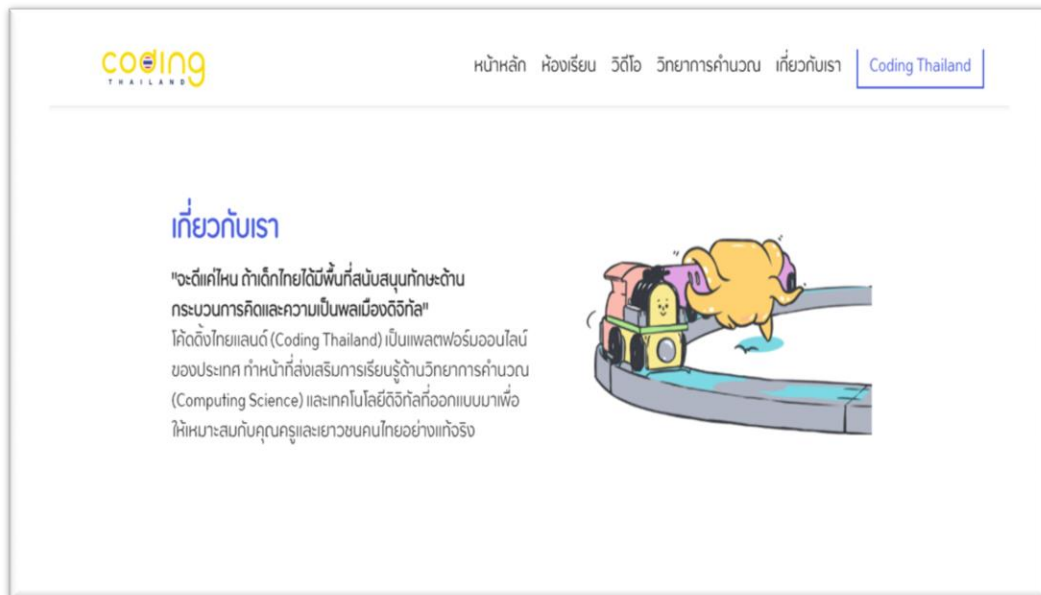 coding
THAILAND
หน้าหลัก ห้องเรียน วิดีโอ วิทยาการคำนวณ เกี่ยวกับเรา Coding Thailand
เกี่ยวกับเรา
"จะดีแค่ไหน ถ้าเด็กไทยได้มีพื้นที่สนับสนุนทักษะด้าน
กระบวนการคิดและความเป็นพลเมืองดิจิทัล"
โค้ดดิ้งไทยแลนด์ (Coding Thailand) เป็นแพลตฟอร์มออนไลน์
ของประเทศ ทำหน้าที่ส่งเสริมการเรียนรู้ด้านวิทยาการคำนวณ
(Computing Science) และเทคโนโลยีดิจิทัลที่ออกแบบมาเพื่อ
ให้เหมาะสมกับคุณครูและเยาวชนคนไทยอย่างแท้จริง